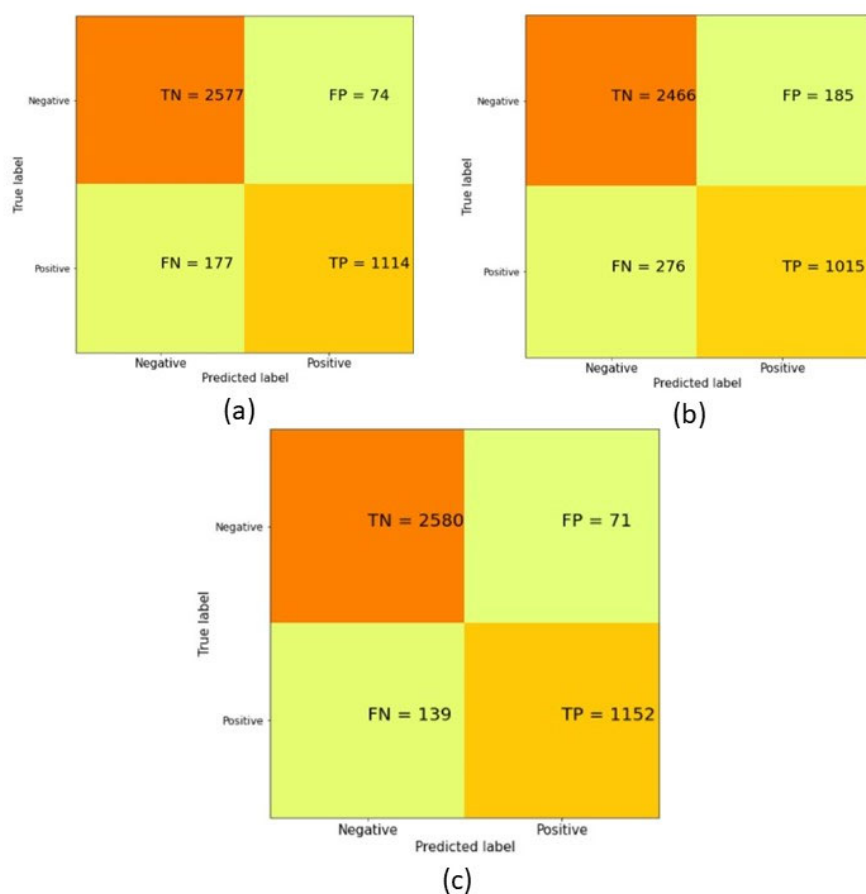 TN = 2577
FP = 74
Negative
True label
FN = 177
TP = 1114
Positive
Negative
Positive
Predicted label
(a)
TN = 2466
FP = 185
Negative
True label
FN = 276
TP = 1015
Positive
Negative
Positive
Predicted label
(b)
TN = 2580
FP = 71
Negative
True label
FN = 139
TP = 1152
Positive
Negative
Positive
Predicted label
(c)